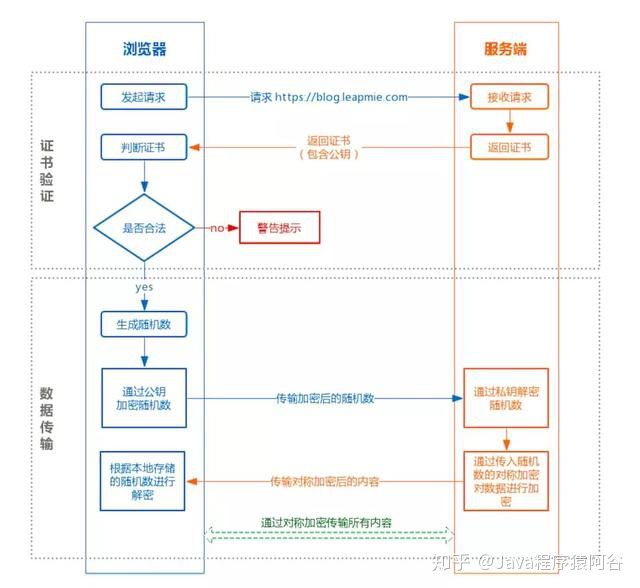 浏览器
服务端
证书验证
发起请求
请求 https://blog.leapmie.com
接收请求
判断证书
返回证书
（包含公钥）
返回证书
是否合法
no
警告提示
yes
数据传输
生成随机数
通过公钥
加密随机数
传输加密后的随机数
通过私钥解密
随机数
根据本地存储
的随机数进行
解密
传输对称加密后的内容
通过传入随机
数的对称加密
对数据进行加
密
通过对称加密传输所有内容
知乎 @Java程序猿阿谷